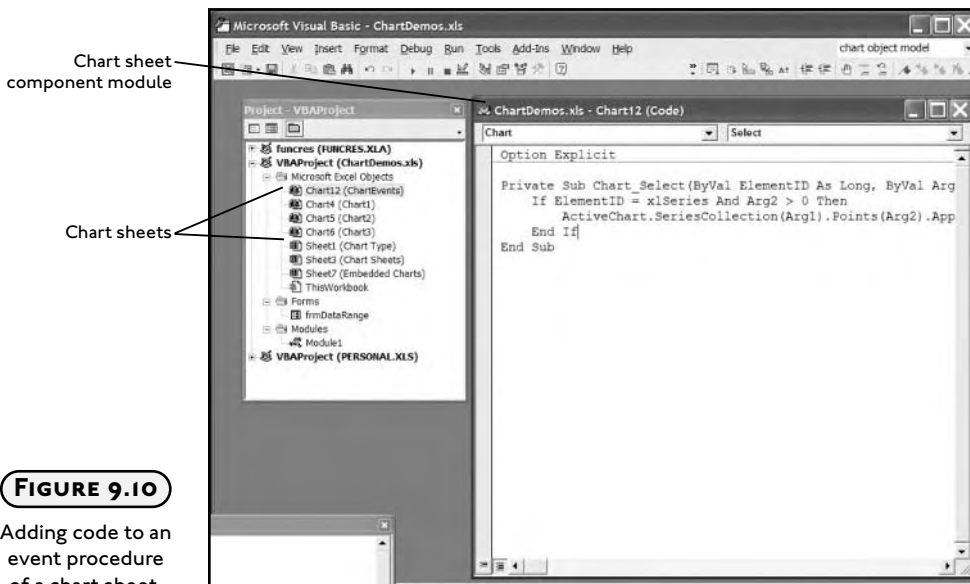 Microsoft Visual Basic - ChartDemos.xls
File Edit View Insert Format Debug Run Tools Add-Ins Window Help
chart object model
Chart sheet
component module
Project - VBAProject
funcres (FUNCRES.XLA)
VBAProject (ChartDemos.xls)
Microsoft Excel Objects
Chart12 (ChartEvents)
Chart4 (Chart1)
Chart5 (Chart2)
Chart6 (Chart3)
Sheet1 (Chart Type)
Sheet3 (Chart Sheets)
Sheet7 (Embedded Charts)
ThisWorkbook
Forms
frmDataRange
Modules
Module1
VBAProject (PERSONAL.XLS)
Chart sheets
ChartDemos.xls - Chart12 (Code)
Chart
Select
Option Explicit
Private Sub Chart_Select(ByVal ElementID As Long, ByVal Arg
If ElementID = xlSeries And Arg2 > 0 Then
ActiveChart.SeriesCollection(Arg1).Points(Arg2).App
End If
End Sub
FIGURE 9.10
Adding code to an
event procedure
of a chart sheet